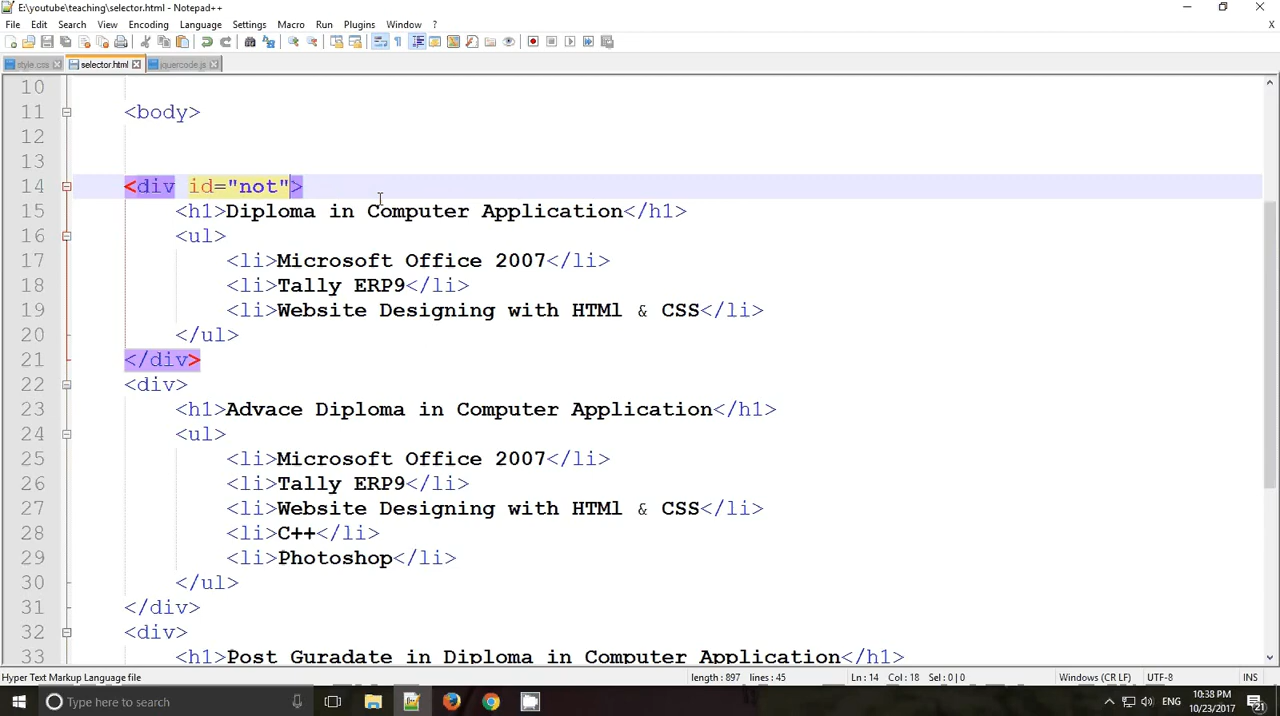 E:\youtube\teaching\selector.html - Notepad++
File Edit Search View Encoding Language Settings Macro Run Plugins Window ? X
style.css selector.html jquercode.js
10
11 <body>
12
13
14 <div id="not">
15 <h1>Diploma in Computer Application</h1>
16 <ul>
17 <li>Microsoft Office 2007</li>
18 <li>Tally ERP9</li>
19 <li>Website Designing with HTMl & CSS</li>
20 </ul>
21 </div>
22 <div>
23 <h1>Advace Diploma in Computer Application</h1>
24 <ul>
25 <li>Microsoft Office 2007</li>
26 <li>Tally ERP9</li>
27 <li>Website Designing with HTMl & CSS</li>
28 <li>C++</li>
29 <li>Photoshop</li>
30 </ul>
31 </div>
32 <div>
33 <h1>Post Guradate in Diploma in Computer Application</h1>
Hyper Text Markup Language file length : 897 lines : 45 Ln : 14 Col : 18 Sel : 0 | 0 Windows (CR LF) UTF-8 INS
Type here to search ENG 10:38 PM
10/23/2017 21